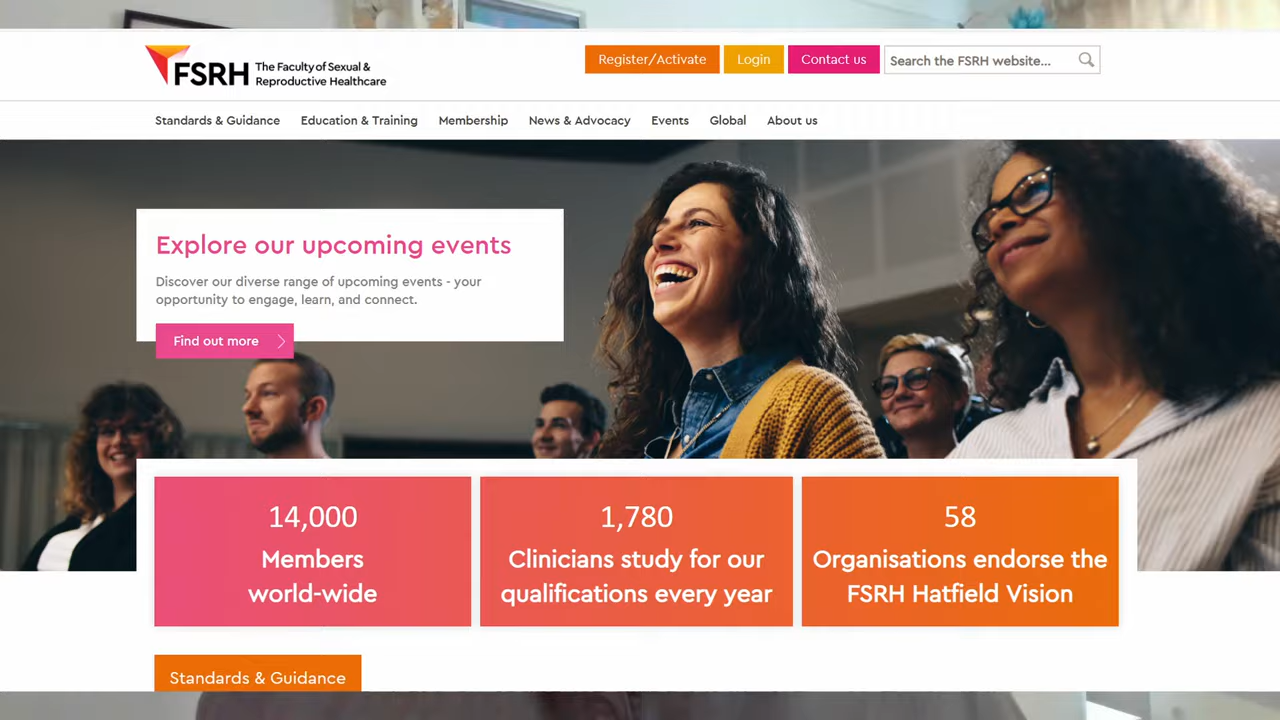 FSRH The Faculty of Sexual &
Reproductive Healthcare
Register/Activate
Login
Contact us
Search the FSRH website...
Standards & Guidance
Education & Training
Membership
News & Advocacy
Events
Global
About us
Explore our upcoming events
Discover our diverse range of upcoming events - your
opportunity to engage, learn, and connect.
Find out more
14,000
Members
world-wide
1,780
Clinicians study for our
qualifications every year
58
Organisations endorse the
FSRH Hatfield Vision
Standards & Guidance